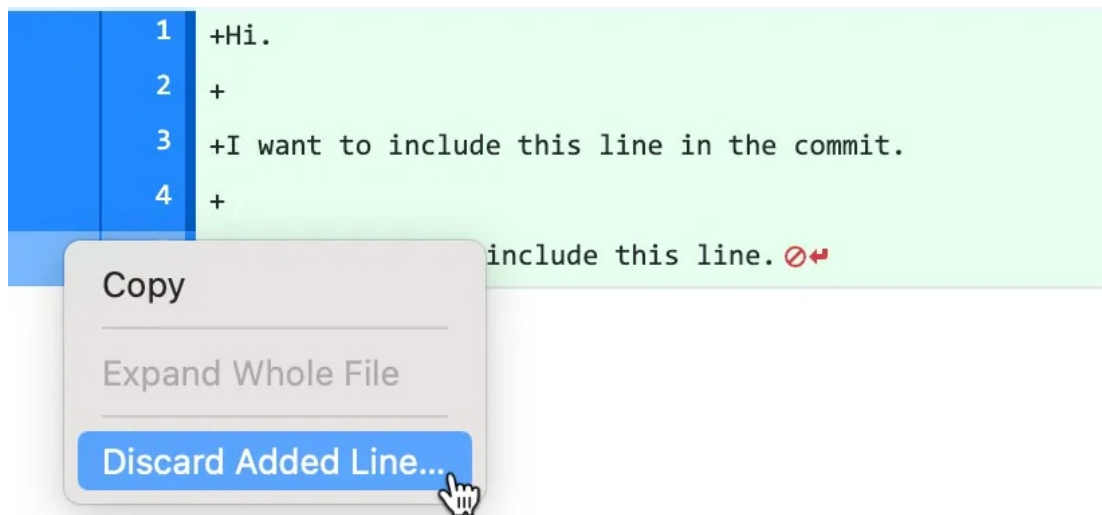 1 +Hi.
2 +
3 +I want to include this line in the commit.
4 +
include this line.
Copy
Expand Whole File
Discard Added Line...